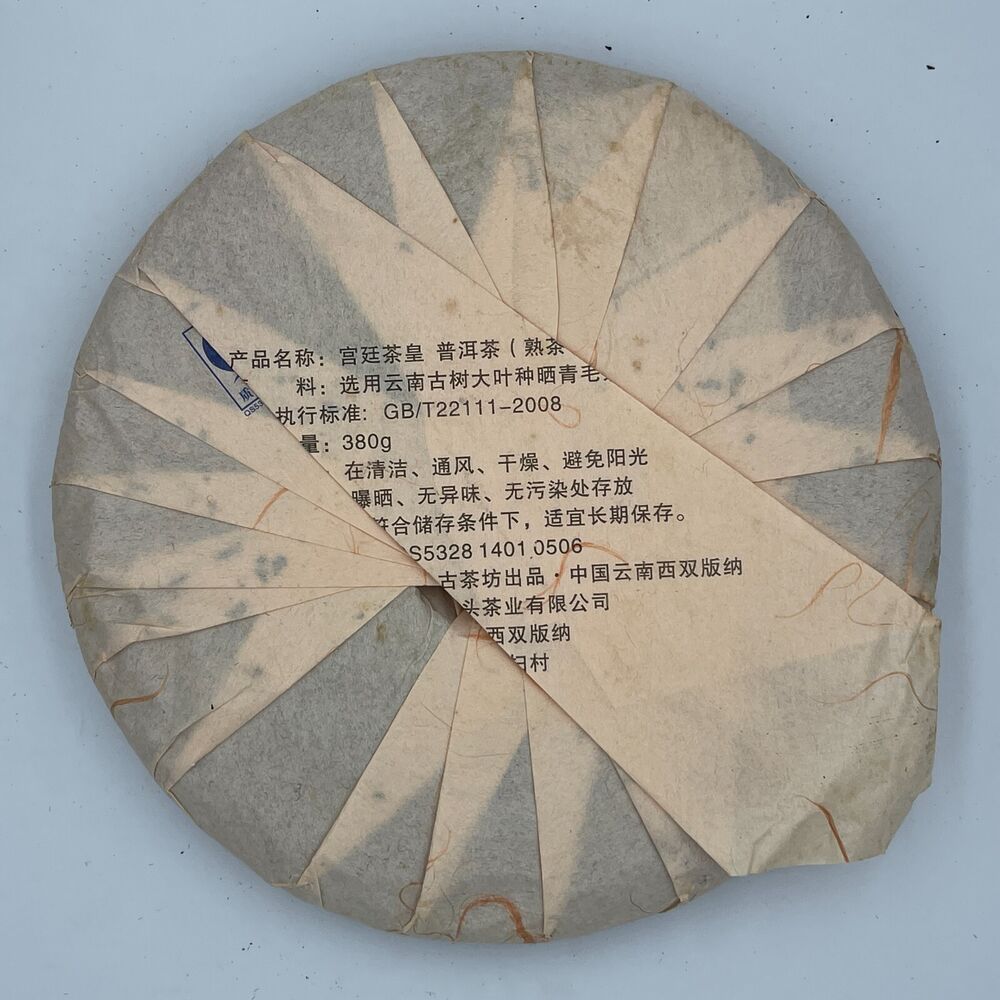 产品名称：宫廷茶皇 普洱茶（熟茶
料：选用云南古树大叶种晒青毛
执行标准：GB/T22111-2008
量：380g
在清洁、通风、干燥、避免阳光
曝晒、无异味、无污染处存放
符合储存条件下，适宜长期保存。
S5328 1401 0506
古茶坊出品·中国云南西双版纳
头茶业有限公司
西双版纳
村
质
QS53